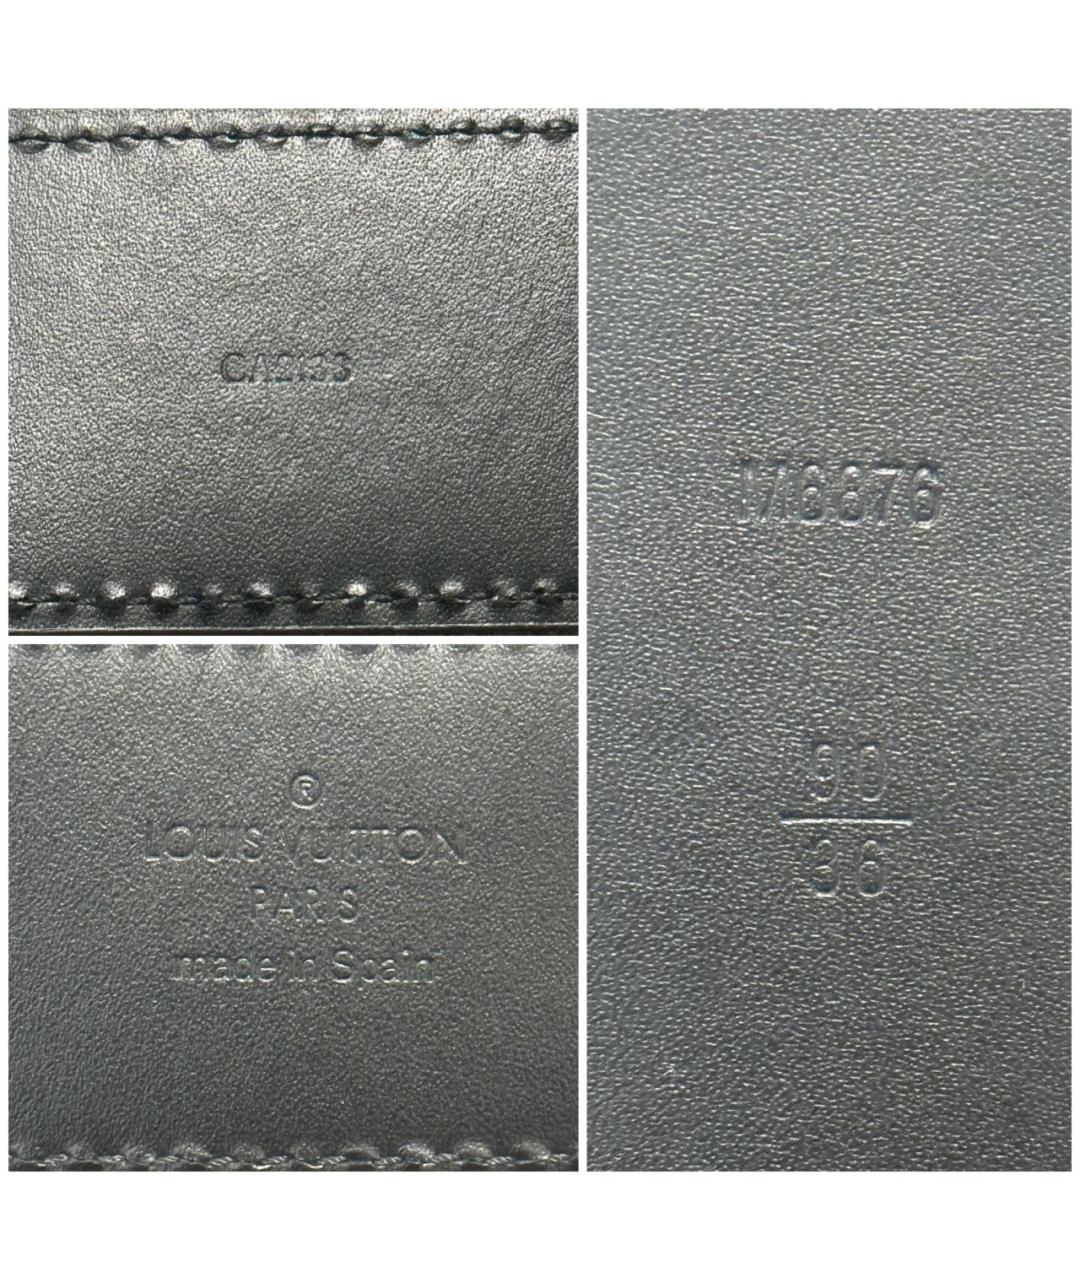 CA2133
®
LOUIS VUITTON
PARIS
made in Spain
M6876
90
36